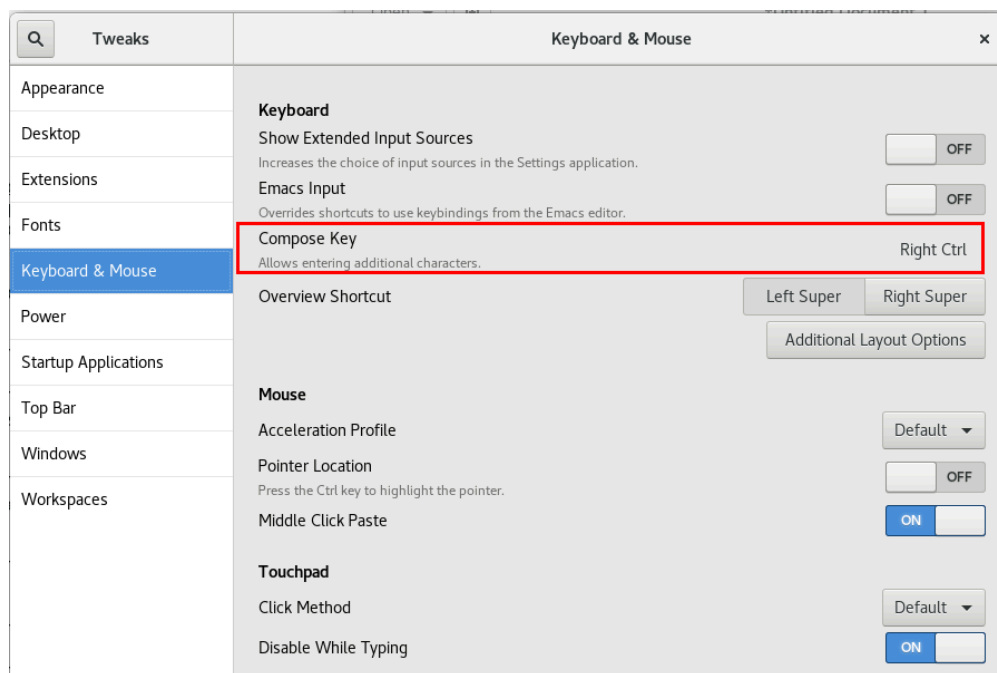 Tweaks
Keyboard & Mouse
Appearance
Desktop
Extensions
Fonts
Keyboard & Mouse
Power
Startup Applications
Top Bar
Windows
Workspaces
Keyboard
Show Extended Input Sources
OFF
Increases the choice of input sources in the Settings application.
Emacs Input
OFF
Overrides shortcuts to use keybindings from the Emacs editor.
Compose Key
Right Ctrl
Allows entering additional characters.
Overview Shortcut
Left Super
Right Super
Additional Layout Options
Mouse
Acceleration Profile
Default
Pointer Location
OFF
Press the Ctrl key to highlight the pointer.
Middle Click Paste
ON
Touchpad
Click Method
Default
Disable While Typing
ON